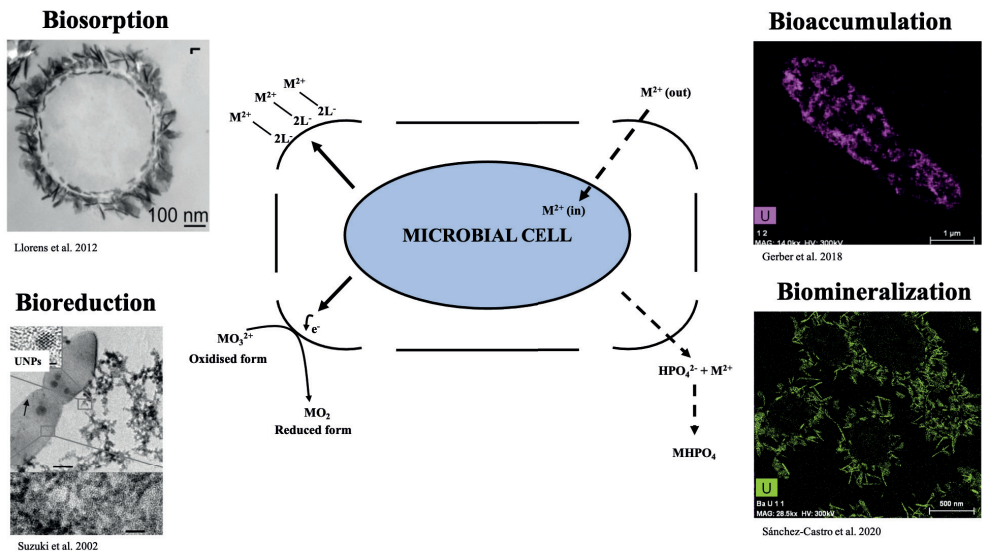 Biosorption
100 nm
Llorens et al. 2012
Bioreduction
UNPs
Suzuki et al. 2002
M²⁺
M²⁺
M²⁺
2L⁻
2L⁻
2L⁻
M²⁺ (out)
M²⁺ (in)
MICROBIAL CELL
e⁻
MO₃²⁺
Oxidised form
MO₂
Reduced form
HPO₄²⁻ + M²⁺
MHPO₄
Bioaccumulation
U
1 2
MAG: 14.0kx HV: 300kV
1 µm
Gerber et al. 2018
Biomineralization
U
Ba U 1 1
MAG: 28.5kx HV: 300kV
500 nm
Sánchez-Castro et al. 2020